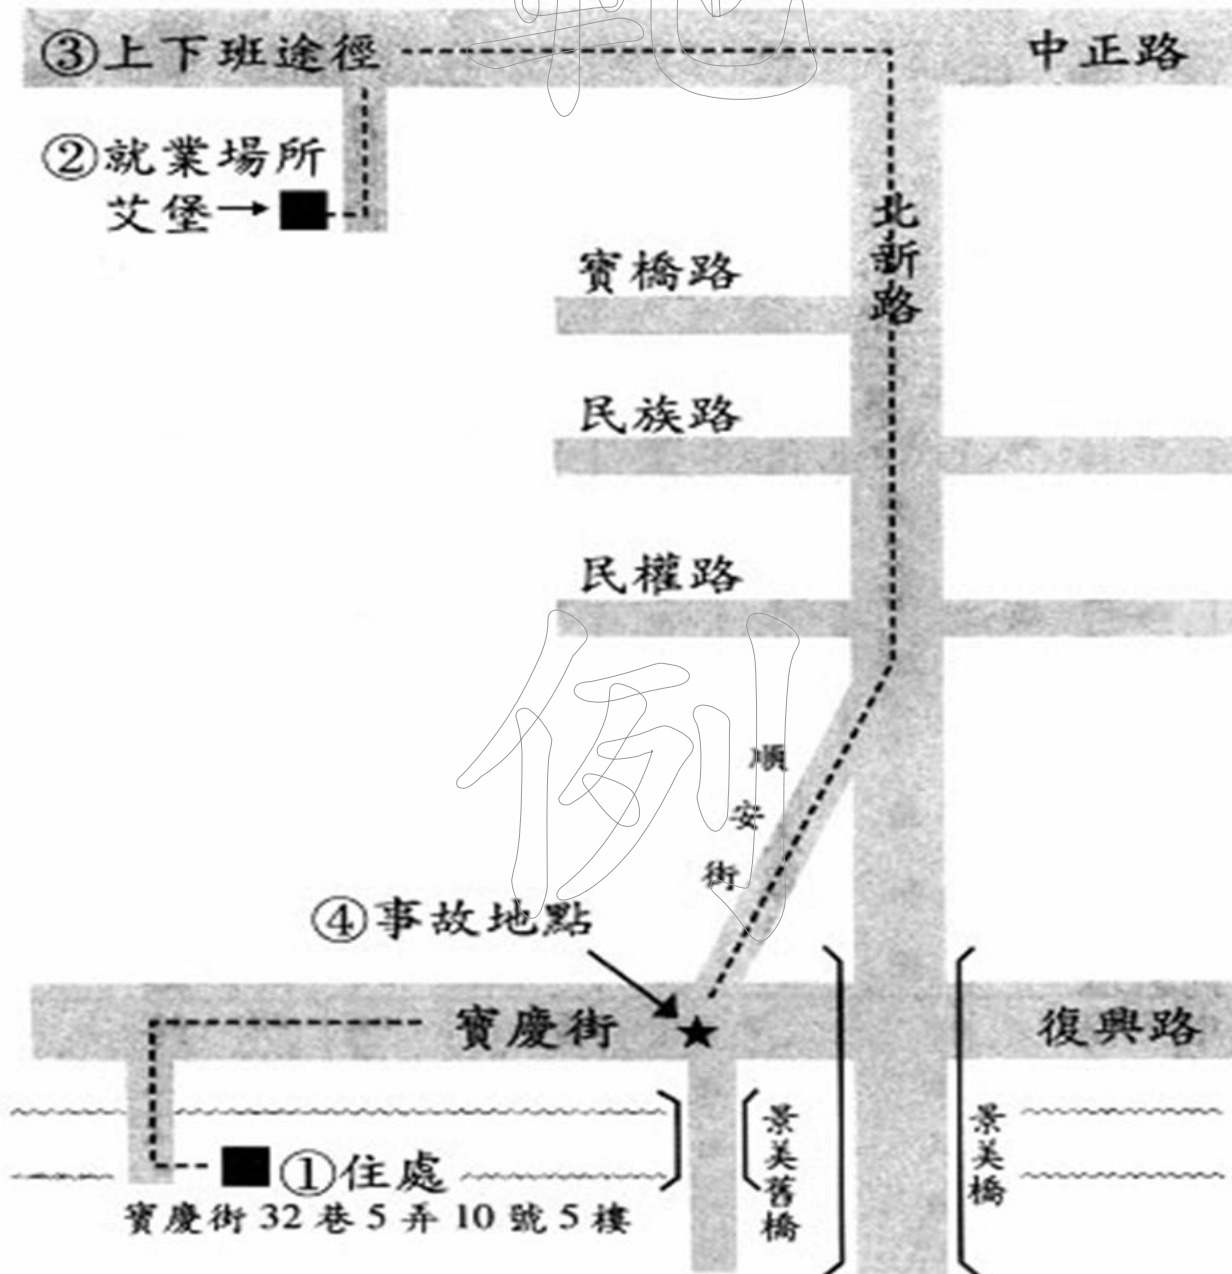 範
③上下班途徑
中正路
②就業場所
艾堡
北新路
寶橋路
民族路
民權路
例
順安街
④事故地點
寶慶街
復興路
景美舊橋
景美橋
①住處
寶慶街32巷5弄10號5樓